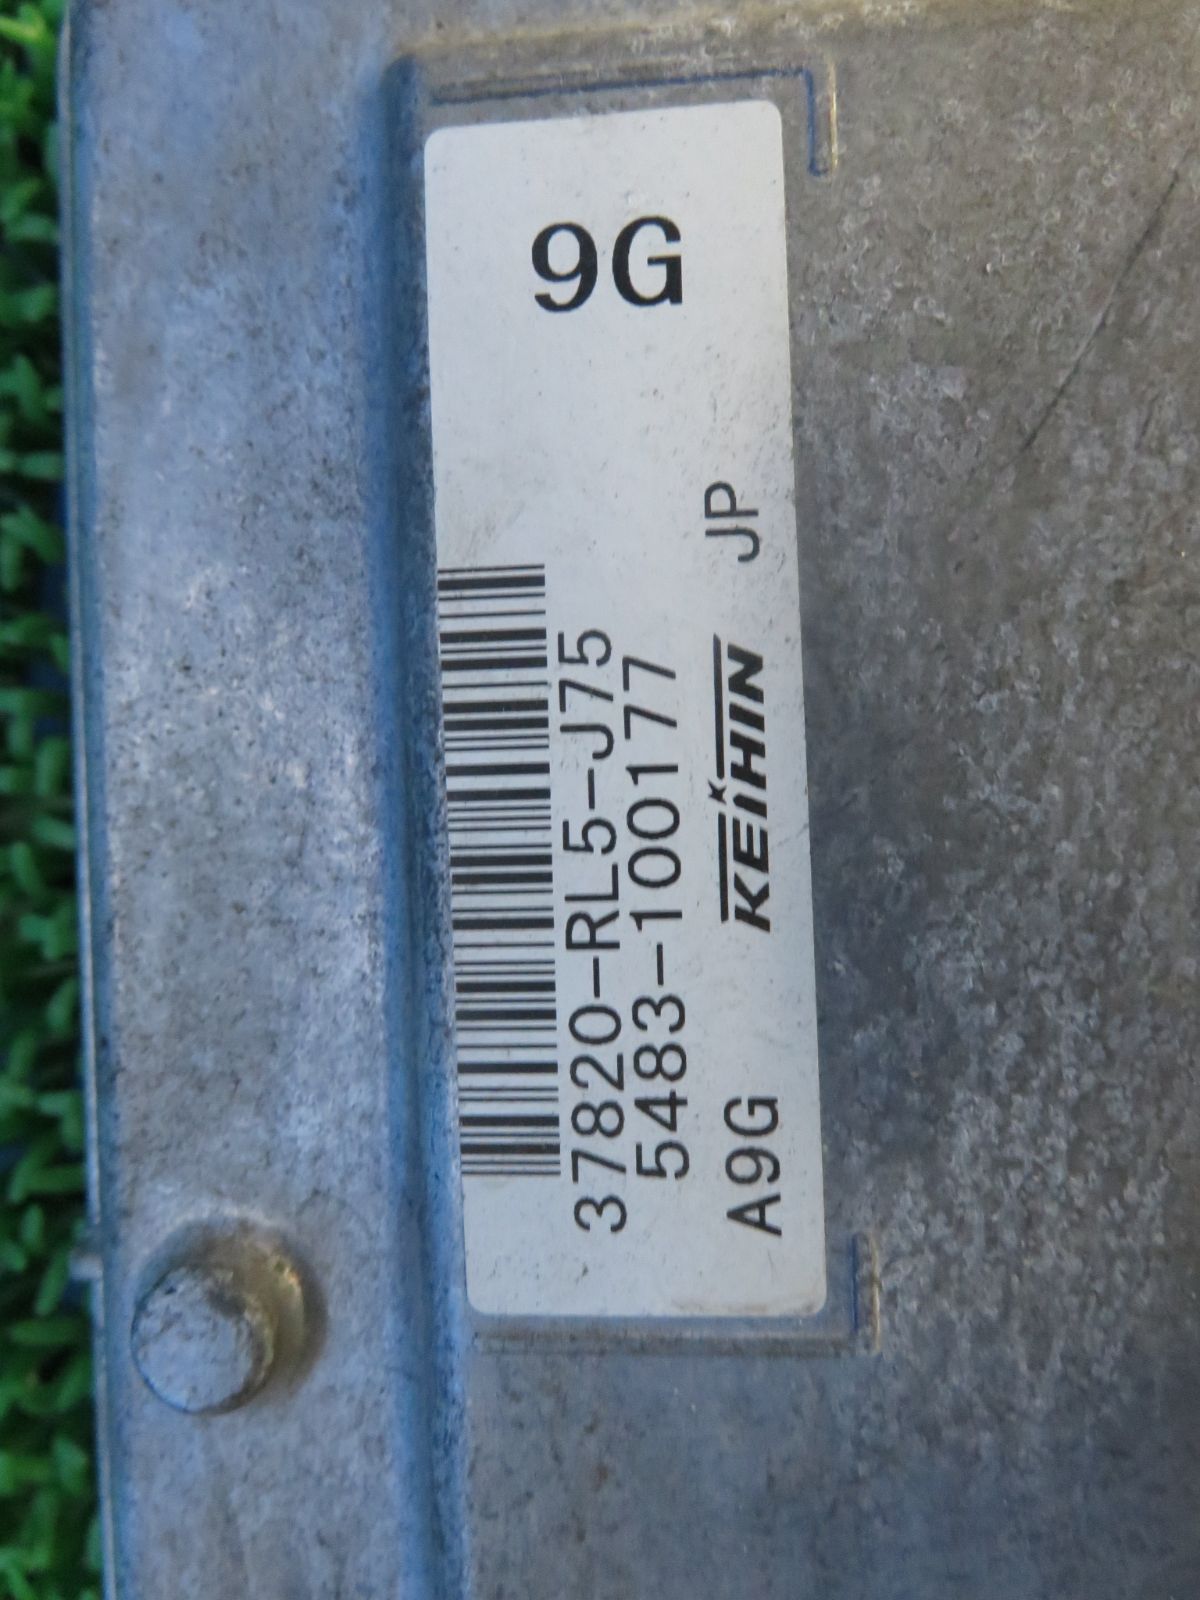 37820-RL5-J75
9G
5483-100177
A9G KEIHIN JP